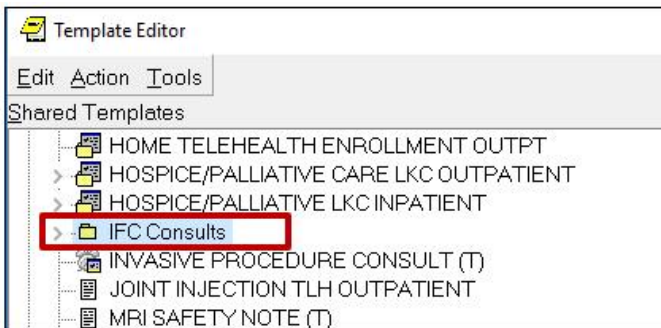 Template Editor
Edit Action Tools
Shared Templates
HOME TELEHEALTH ENROLLMENT OUTPT
HOSPICE/PALLIATIVE CARE LKC OUTPATIENT
HOSPICE/PALLIATIVE LKC INPATIENT
IFC Consults
INVASIVE PROCEDURE CONSULT (T)
JOINT INJECTION TLH OUTPATIENT
MRI SAFETY NOTE (T)